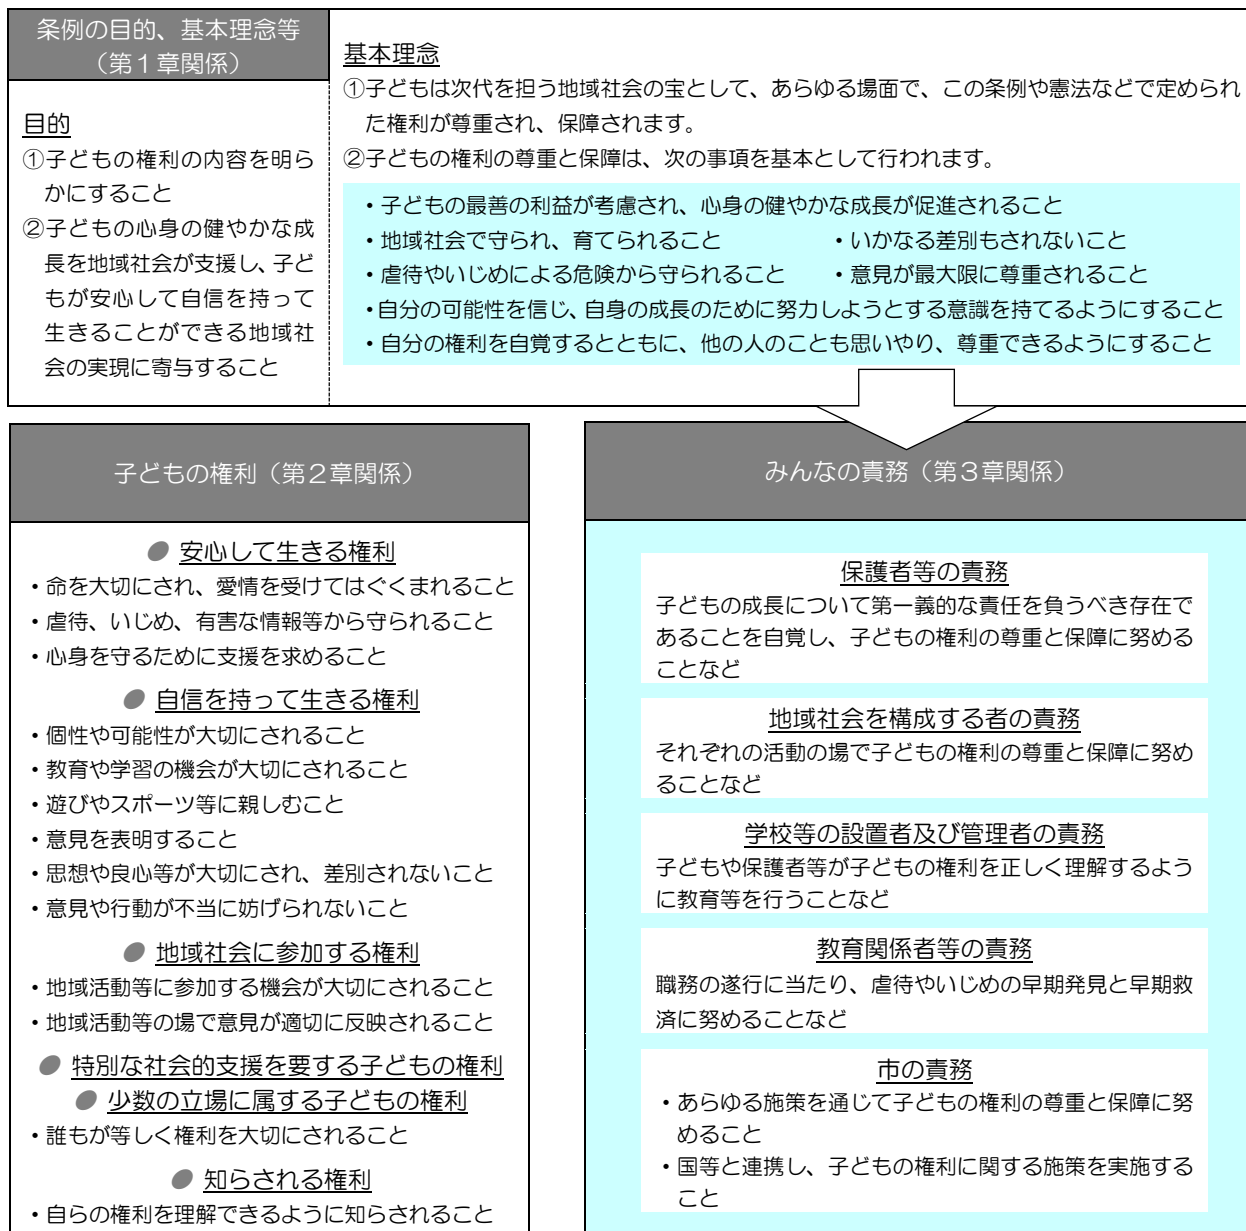 条例の目的、基本理念等
（第１章関係）
目的
①子どもの権利の内容を明ら
かにすること
②子どもの心身の健やかな成
長を地域社会が支援し、子ど
もが安心して自信を持って
生きることができる地域社
会の実現に寄与すること
基本理念
①子どもは次代を担う地域社会の宝として、あらゆる場面で、この条例や憲法などで定められ
た権利が尊重され、保障されます。
②子どもの権利の尊重と保障は、次の事項を基本として行われます。
・子どもの最善の利益が考慮され、心身の健やかな成長が促進されること
・地域社会で守られ、育てられること ・いかなる差別もされないこと
・虐待やいじめによる危険から守られること ・意見が最大限に尊重されること
・自分の可能性を信じ、自身の成長のために努力しようとする意識を持てるようにすること
・自分の権利を自覚するとともに、他の人のことも思いやり、尊重できるようにすること
子どもの権利（第２章関係）
● 安心して生きる権利
・命を大切にされ、愛情を受けてはぐくまれること
・虐待、いじめ、有害な情報等から守られること
・心身を守るために支援を求めること
● 自信を持って生きる権利
・個性や可能性が大切にされること
・教育や学習の機会が大切にされること
・遊びやスポーツ等に親しむこと
・意見を表明すること
・思想や良心等が大切にされ、差別されないこと
・意見や行動が不当に妨げられないこと
● 地域社会に参加する権利
・地域活動等に参加する機会が大切にされること
・地域活動等の場で意見が適切に反映されること
● 特別な社会的支援を要する子どもの権利
● 少数の立場に属する子どもの権利
・誰もが等しく権利を大切にされること
● 知らされる権利
・自らの権利を理解できるように知らされること
みんなの責務（第３章関係）
保護者等の責務
子どもの成長について第一義的な責任を負うべき存在で
あることを自覚し、子どもの権利の尊重と保障に努める
ことなど
地域社会を構成する者の責務
それぞれの活動の場で子どもの権利の尊重と保障に努め
ることなど
学校等の設置者及び管理者の責務
子どもや保護者等が子どもの権利を正しく理解するよう
に教育等を行うことなど
教育関係者等の責務
職務の遂行に当たり、虐待やいじめの早期発見と早期救
済に努めることなど
市の責務
・あらゆる施策を通じて子どもの権利の尊重と保障に努
めること
・国等と連携し、子どもの権利に関する施策を実施する
こと